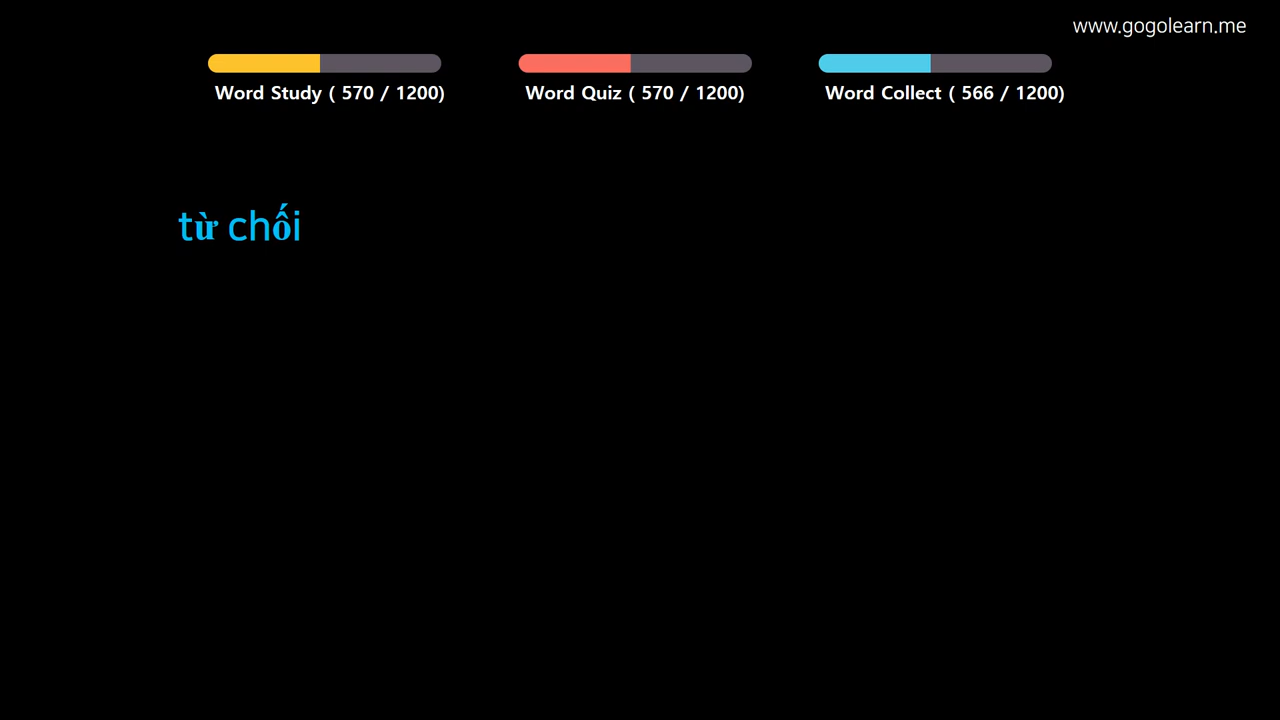 www.gogolearn.me
Word Study ( 570 / 1200)
Word Quiz ( 570 / 1200)
Word Collect ( 566 / 1200)
từ chối